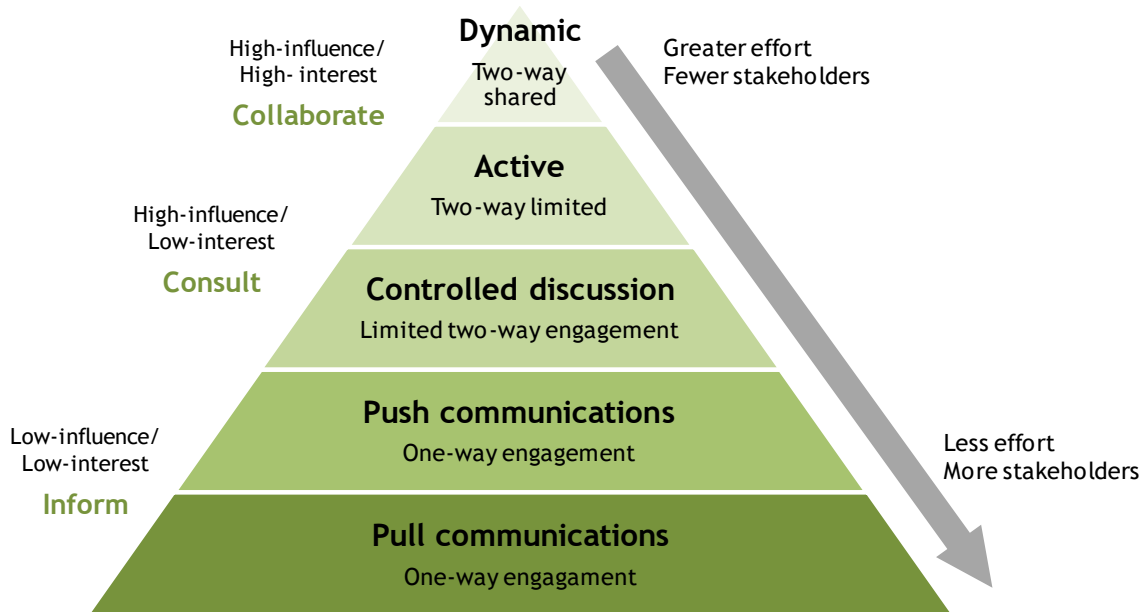 Dynamic
Two-way
shared
High-influence/
High- interest
Collaborate
Greater effort
Fewer stakeholders
Active
Two-way limited
High-influence/
Low-interest
Consult
Controlled discussion
Limited two-way engagement
Push communications
One-way engagement
Low-influence/
Low-interest
Inform
Less effort
More stakeholders
Pull communications
One-way engagament